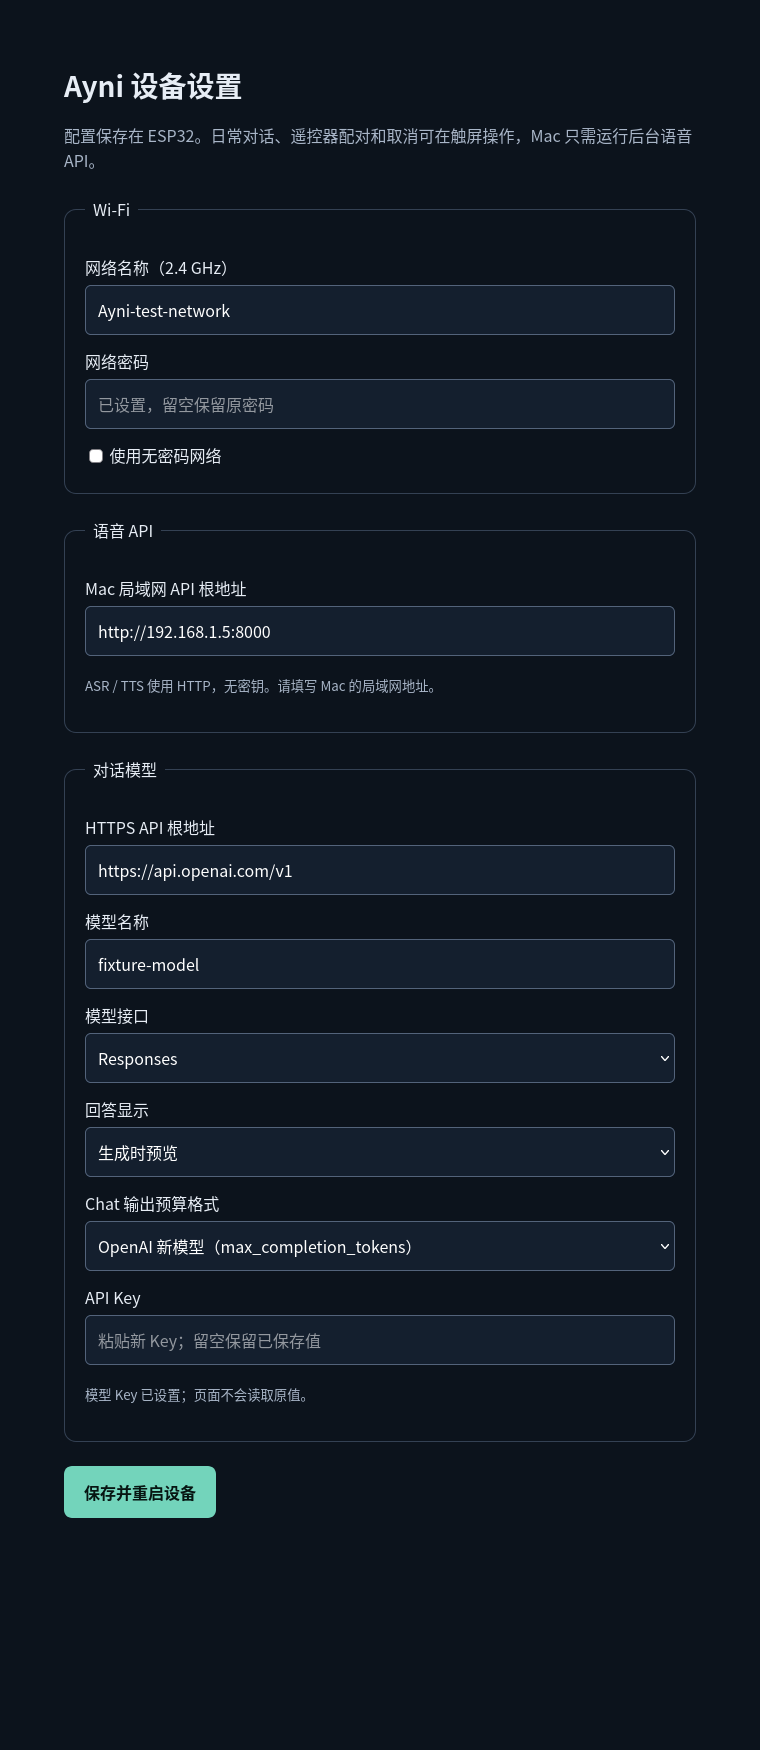 Ayni 设备设置
配置保存在 ESP32。日常对话、遥控器配对和取消可在触屏操作，Mac 只需运行后台语音
API。
Wi-Fi
网络名称（2.4 GHz）
Ayni-test-network
网络密码
已设置，留空保留原密码
使用无密码网络
语音 API
Mac 局域网 API 根地址
http://192.168.1.5:8000
ASR / TTS 使用 HTTP，无密钥。请填写 Mac 的局域网地址。
对话模型
HTTPS API 根地址
https://api.openai.com/v1
模型名称
fixture-model
模型接口
Responses
回答显示
生成时预览
Chat 输出预算格式
OpenAI 新模型（max_completion_tokens）
API Key
粘贴新 Key；留空保留已保存值
模型 Key 已设置；页面不会读取原值。
保存并重启设备